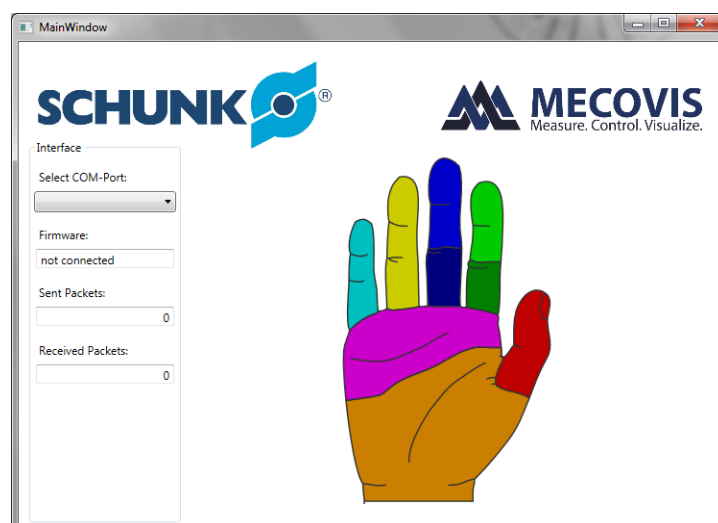 MainWindow
SCHUNK ®
MECOVIS
Measure. Control. Visualize.
Interface
Select COM-Port:
Firmware:
not connected
Sent Packets:
0
Received Packets:
0